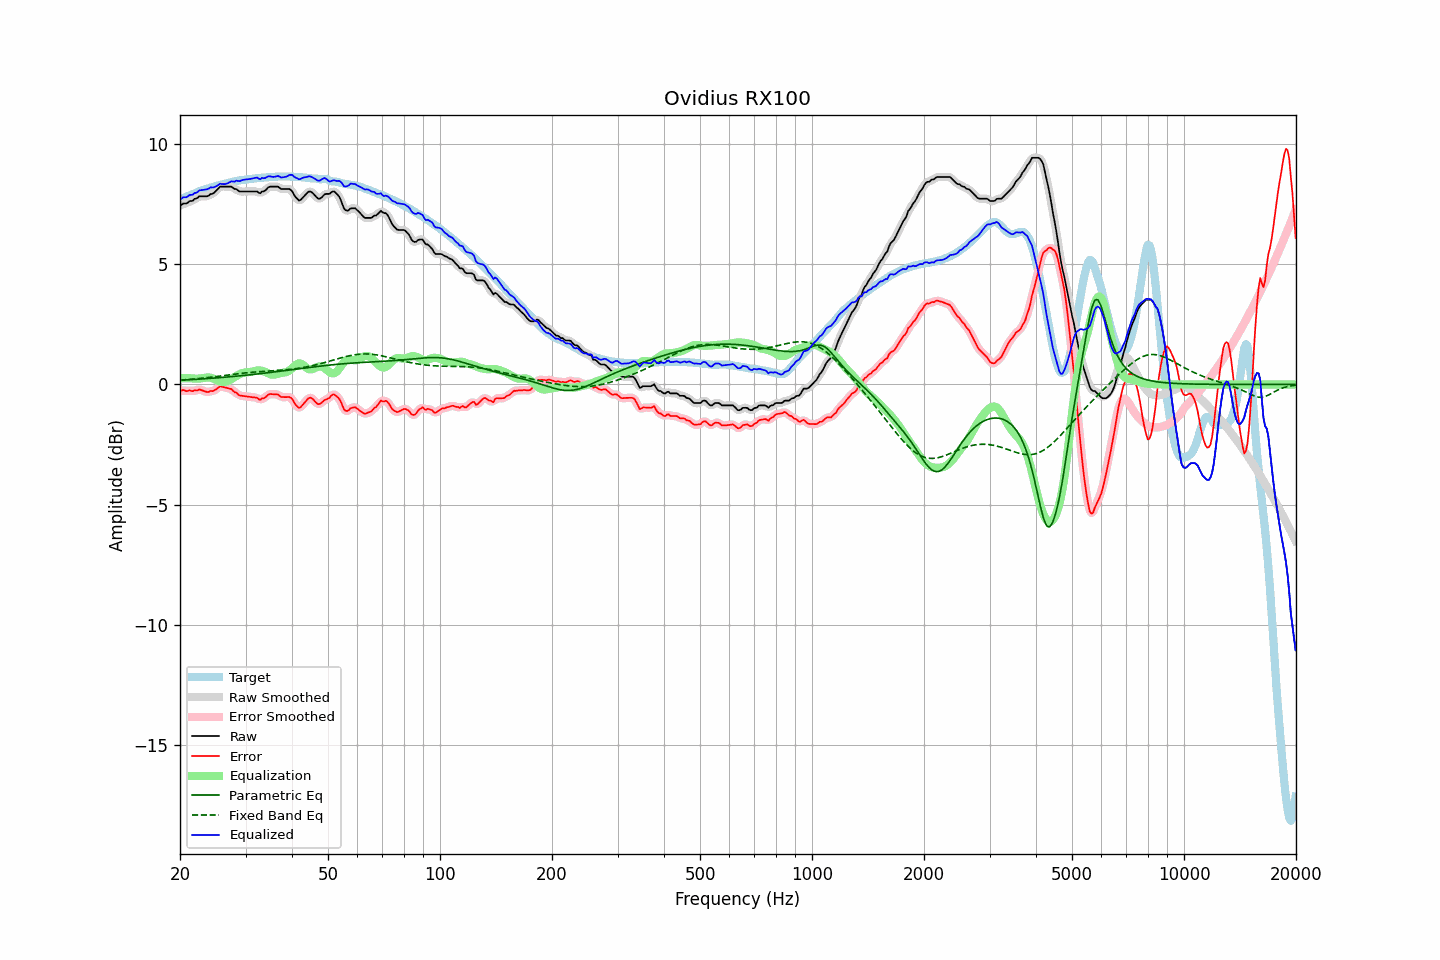 Ovidius RX100
Amplitude (dBr)
10
5
0
−5
−10
−15
Target
Raw Smoothed
Error Smoothed
Raw
Error
Equalization
Parametric Eq
Fixed Band Eq
Equalized
20 50 100 200 500 1000 2000 5000 10000 20000
Frequency (Hz)